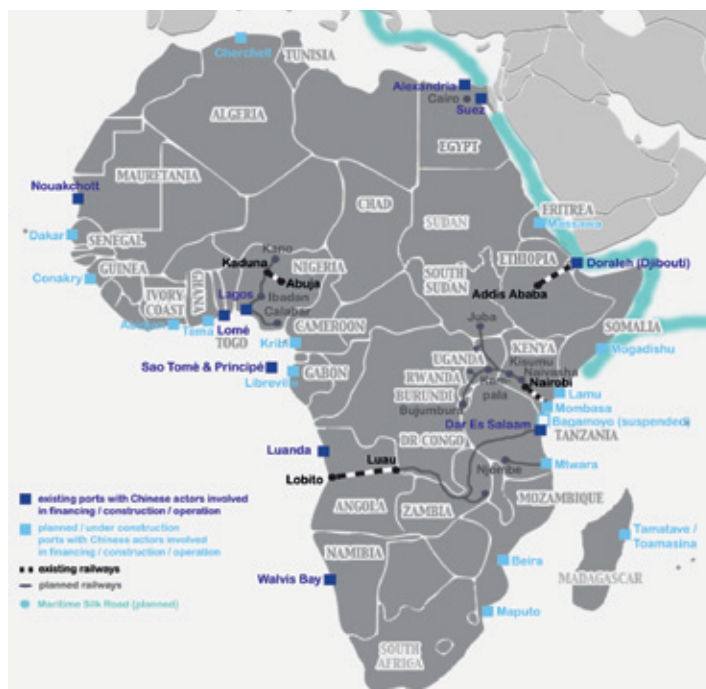 Cherchell
TUNISIA
ALGERIA
Alexandria
Cairo
Suez
EGYPT
MAURETANIA
Nouakchott
CHAD
SUDAN
ERITREA
Massawa
Dakar
SENEGAL
GUINEA
Conakry
IVORY-
COAST
GHANA
Kano
Kaduna
NIGERIA
Abuja
Lagos
Ibadan
Calabar
ETHIOPIA
Doraleh (Djibouti)
SOUTH
SUDAN
Addis Ababa
Tema
Lomé
TOGO
CAMEROON
Kribi
SOMALIA
Mogadishu
Juba
UGANDA
KENYA
Kisumu
Naivasha
Nairobi
Sao Tomè & Principé
GABON
Libreville
RWANDA
Kam-
pala
BURUNDI
Bujumbura
Lamu
Mombasa
Bagamoyo (suspended)
Dar Es Salaam
TANZANIA
DR-CONGO
Luanda
Luau
Lobito
Njombe
Mtwara
ANGOLA
ZAMBIA
MOZAMBIQUE
existing ports with Chinese actors involved
in financing / construction / operation
planned / under construction
ports with Chinese actors involved
in financing / construction / operation
existing railways
planned railways
Maritime Silk Road (planned)
NAMIBIA
Walvis Bay
Beira
Maputo
Tamatave /
Toamasina
MADAGASCAR
SOUTH
AFRICA